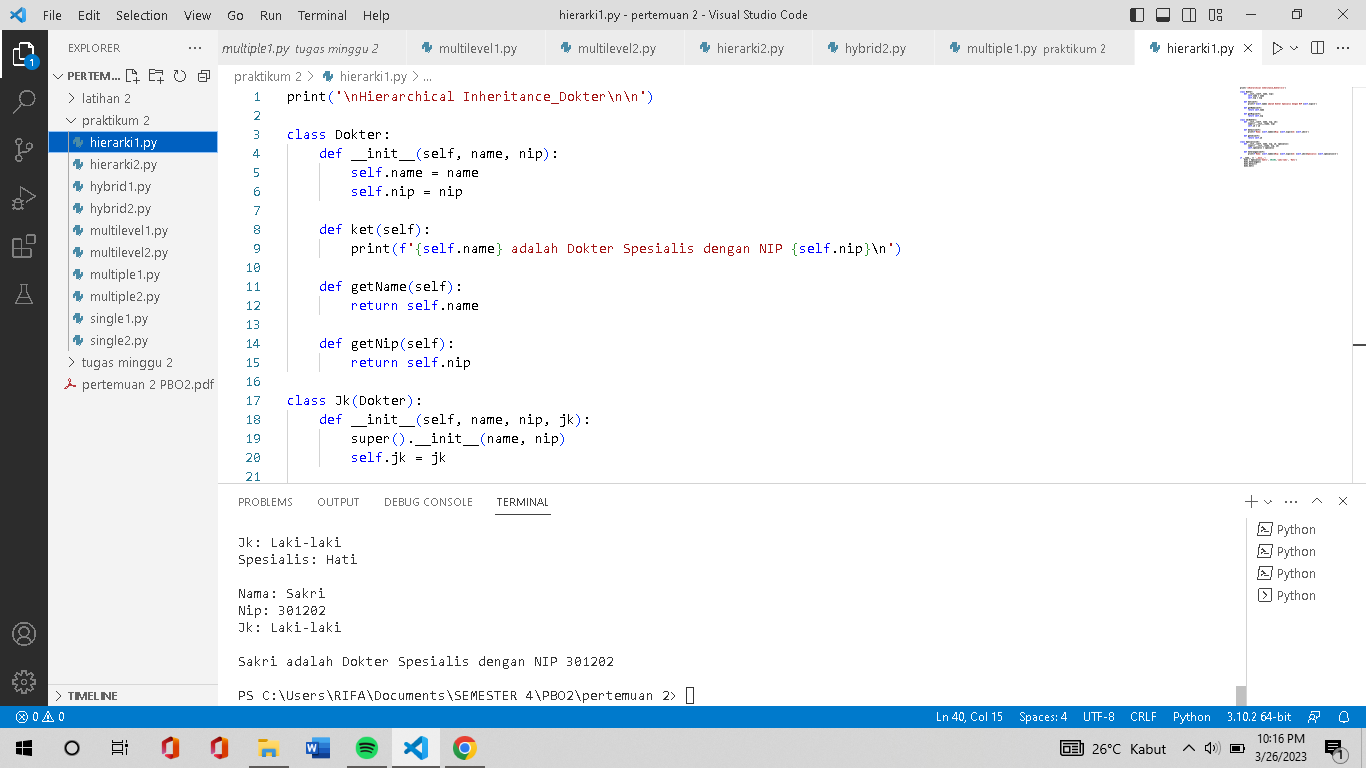 File Edit Selection View Go Run Terminal Help hierarki1.py - pertemuan 2 - Visual Studio Code
EXPLORER
multiple1.py tugas minggu 2 multilevel1.py multilevel2.py hierarki2.py hybrid2.py multiple1.py praktikum 2 hierarki1.py
1
PERTEM...
latihan 2
praktikum 2
hierarki1.py
hierarki2.py
hybrid1.py
hybrid2.py
multilevel1.py
multilevel2.py
multiple1.py
multiple2.py
single1.py
single2.py
tugas minggu 2
pertemuan 2 PBO2.pdf
TIMELINE
praktikum 2 > hierarki1.py > ...
1 print('\nHierarchical Inheritance_Dokter\n\n')
2
3 class Dokter:
4 def __init__(self, name, nip):
5 self.name = name
6 self.nip = nip
7
8 def ket(self):
9 print(f'{self.name} adalah Dokter Spesialis dengan NIP {self.nip}\n')
10
11 def getName(self):
12 return self.name
13
14 def getNip(self):
15 return self.nip
16
17 class Jk(Dokter):
18 def __init__(self, name, nip, jk):
19 super().__init__(name, nip)
20 self.jk = jk
21
PROBLEMS OUTPUT DEBUG CONSOLE TERMINAL
Jk: Laki-laki
Spesialis: Hati
Nama: Sakri
Nip: 301202
Jk: Laki-laki
Sakri adalah Dokter Spesialis dengan NIP 301202
PS C:\Users\RIFA\Documents\SEMESTER 4\PBO2\pertemuan 2>
Python
Python
Python
Python
0 0 Ln 40, Col 15 Spaces: 4 UTF-8 CRLF Python 3.10.2 64-bit
26°C Kabut 10:16 PM
3/26/2023
1